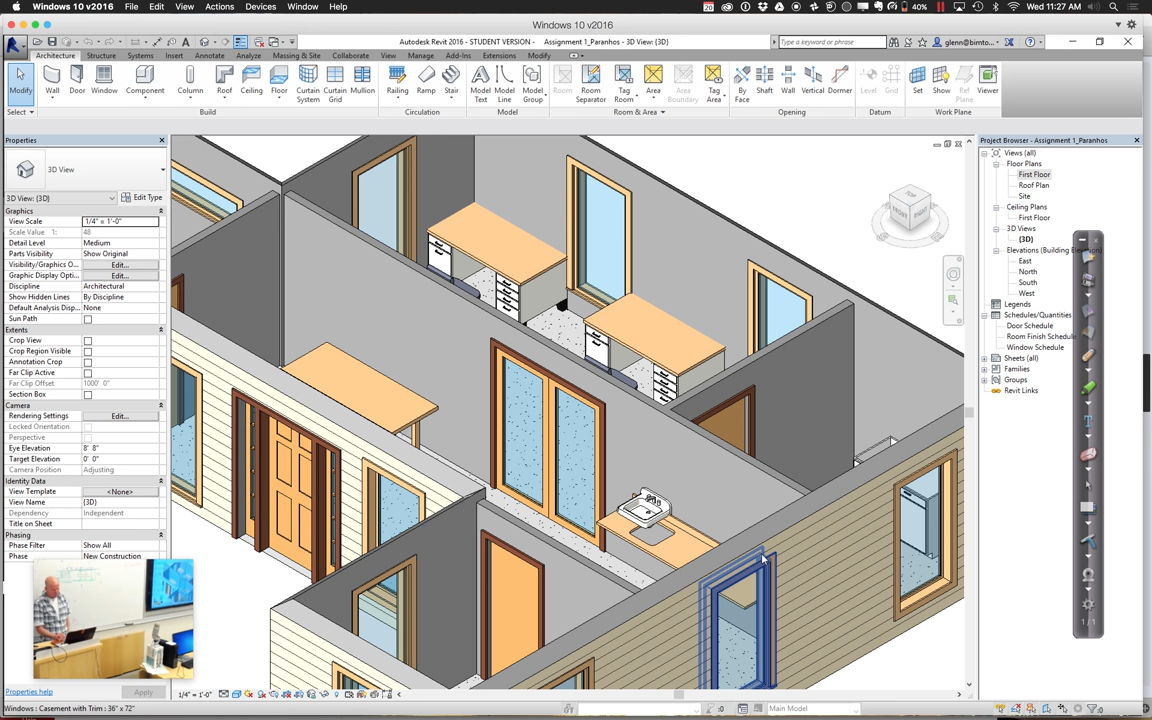 Windows 10 v2016 File Edit View Actions Devices Window Help
20
40%
Wed 11:27 AM
Windows 10 v2016
Autodesk Revit 2016 - STUDENT VERSION - Assignment 1_Paranhos - 3D View: {3D}
Type a keyword or phrase
glenn@bimto...
Architecture Structure Systems Insert Annotate Analyze Massing & Site Collaborate View Manage Add-Ins Extensions Modify
Modify Wall Door Window Component Column Roof Ceiling Floor Curtain System Curtain Grid Mullion Railing Ramp Stair Model Text Model Line Model Group Room Room Separator Tag Room Area Area Boundary Tag Area By Face Shaft Wall Vertical Dormer Level Grid Set Show Ref Plane Viewer
Select Build Circulation Model Room & Area Opening Datum Work Plane
Properties
3D View
3D View: {3D} Edit Type
Graphics
View Scale 1/4" = 1'-0"
Scale Value 1: 48
Detail Level Medium
Parts Visibility Show Original
Visibility/Graphics O... Edit...
Graphic Display Opti... Edit...
Discipline Architectural
Show Hidden Lines By Discipline
Default Analysis Disp... None
Sun Path
Extents
Crop View
Crop Region Visible
Annotation Crop
Far Clip Active
Far Clip Offset 1000' 0"
Section Box
Camera
Rendering Settings Edit...
Locked Orientation
Perspective
Eye Elevation 8' 8"
Target Elevation 0' 0"
Camera Position Adjusting
Identity Data
View Template <None>
View Name {3D}
Dependency Independent
Title on Sheet
Phasing
Phase Filter Show All
Phase New Construction
Properties help Apply
TOP
FRONT RIGHT
Project Browser - Assignment 1_Paranhos
Views (all)
Floor Plans
First Floor
Roof Plan
Site
Ceiling Plans
First Floor
3D Views
{3D}
Elevations (Building Elevation)
East
North
South
West
Legends
Schedules/Quantities
Door Schedule
Room Finish Schedule
Window Schedule
Sheets (all)
Families
Groups
Revit Links
1 / 1
1/4" = 1'-0"
Windows : Casement with Trim : 36" x 72"
:0
Main Model
:0